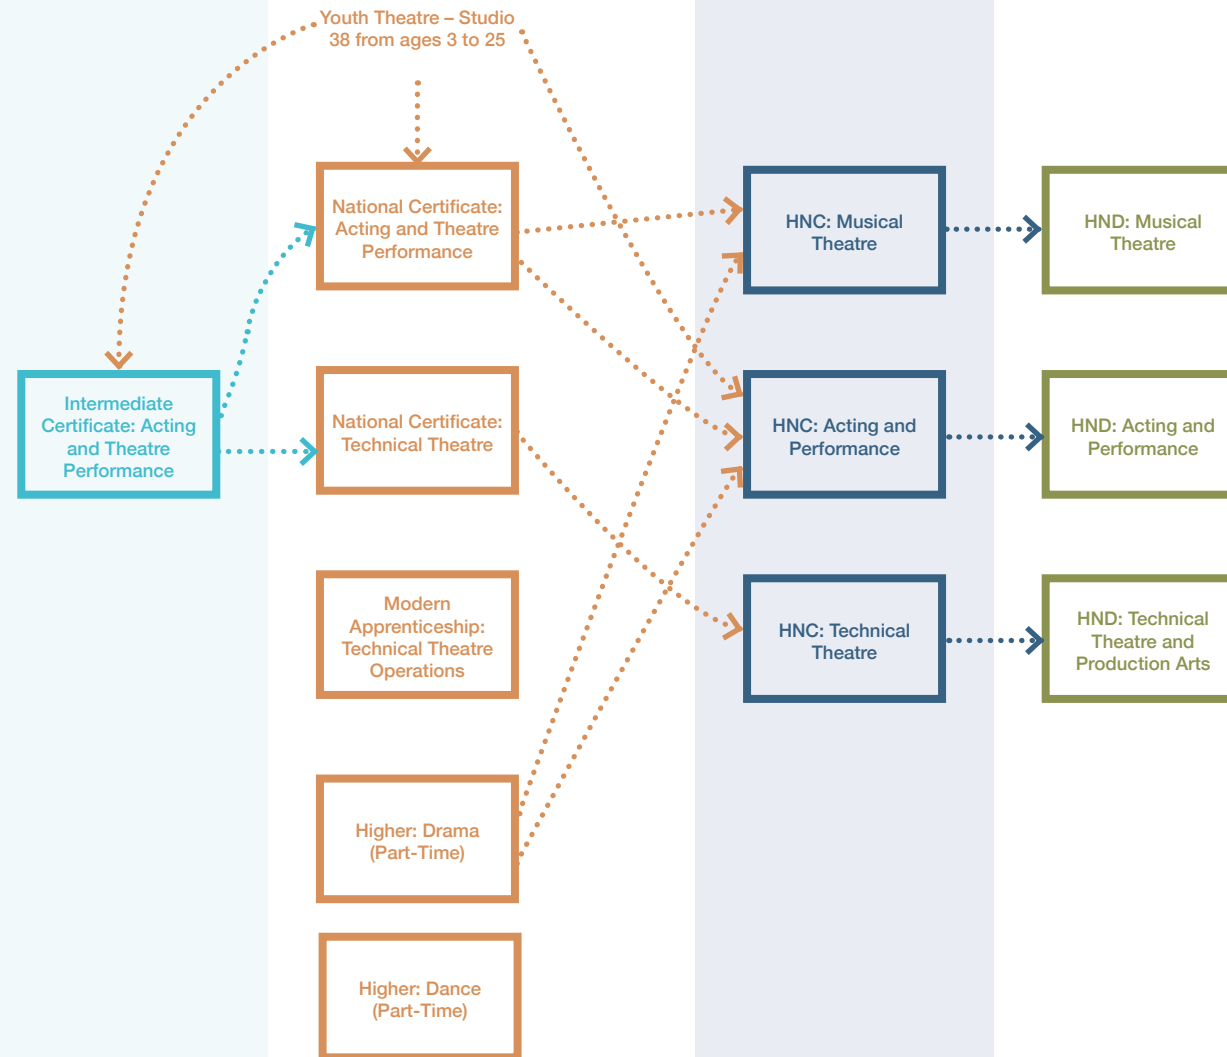 Youth Theatre – Studio
38 from ages 3 to 25
Intermediate
Certificate: Acting
and Theatre
Performance
National Certificate:
Acting and Theatre
Performance
National Certificate:
Technical Theatre
Modern
Apprenticeship:
Technical Theatre
Operations
Higher: Drama
(Part-Time)
Higher: Dance
(Part-Time)
HNC: Musical
Theatre
HNC: Acting and
Performance
HNC: Technical
Theatre
HND: Musical
Theatre
HND: Acting and
Performance
HND: Technical
Theatre and
Production Arts